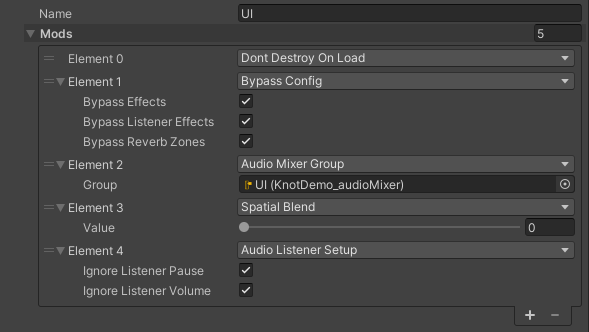 Name UI
Mods 5
Element 0 Dont Destroy On Load
Element 1 Bypass Config
Bypass Effects
Bypass Listener Effects
Bypass Reverb Zones
Element 2 Audio Mixer Group
Group UI (KnotDemo_audioMixer)
Element 3 Spatial Blend
Value 0
Element 4 Audio Listener Setup
Ignore Listener Pause
Ignore Listener Volume